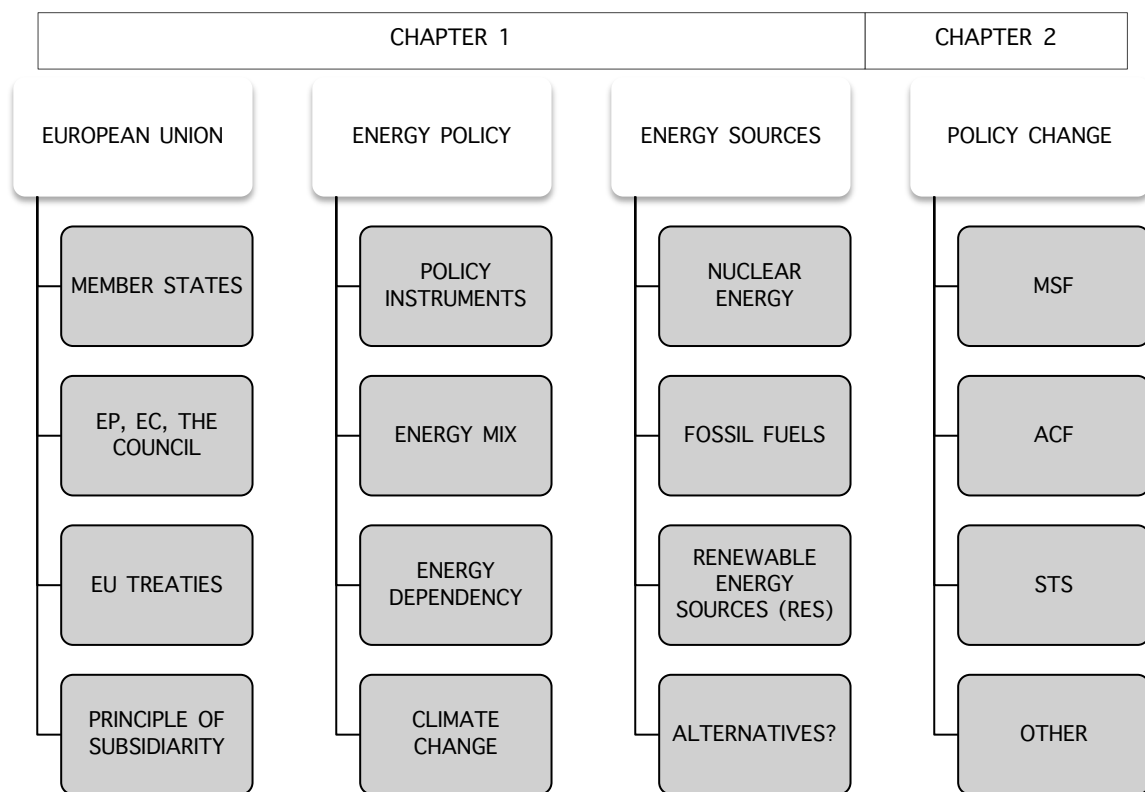 CHAPTER 1
CHAPTER 2
EUROPEAN UNION
MEMBER STATES
EP, EC, THE
COUNCIL
EU TREATIES
PRINCIPLE OF
SUBSIDIARITY
ENERGY POLICY
POLICY
INSTRUMENTS
ENERGY MIX
ENERGY
DEPENDENCY
CLIMATE
CHANGE
ENERGY SOURCES
NUCLEAR
ENERGY
FOSSIL FUELS
RENEWABLE
ENERGY
SOURCES (RES)
ALTERNATIVES?
POLICY CHANGE
MSF
ACF
STS
OTHER